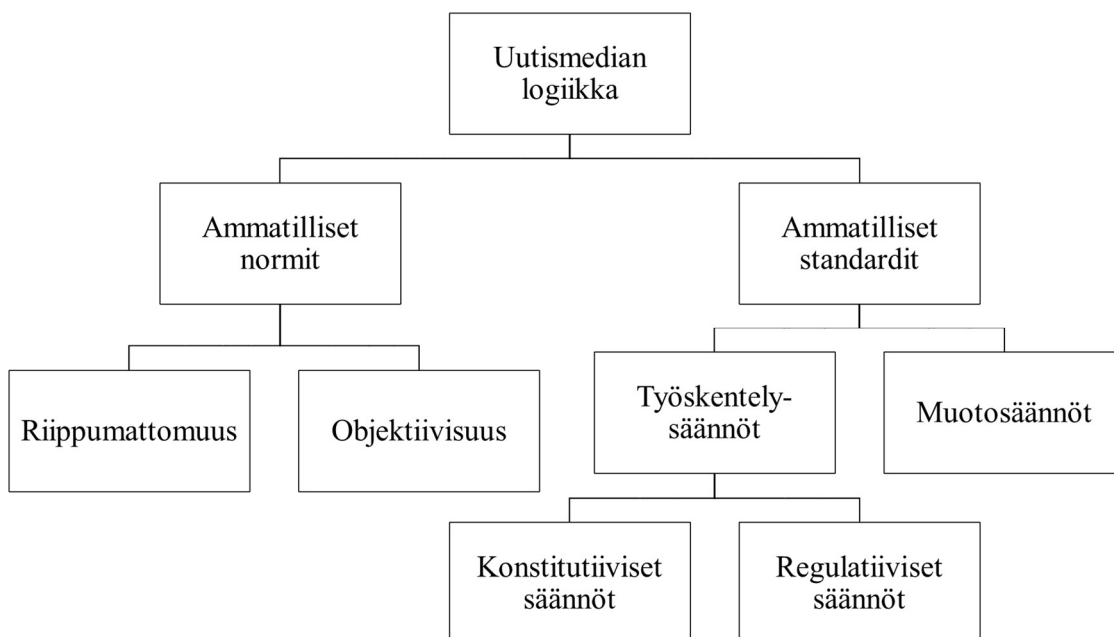 Uutismedian
logiikka
Ammatilliset
normit
Ammatilliset
standardit
Riippumattomuus
Objektiivisuus
Työskentely-
säännöt
Muotosäännöt
Konstitutiiviset
säännöt
Regulatiiviset
säännöt